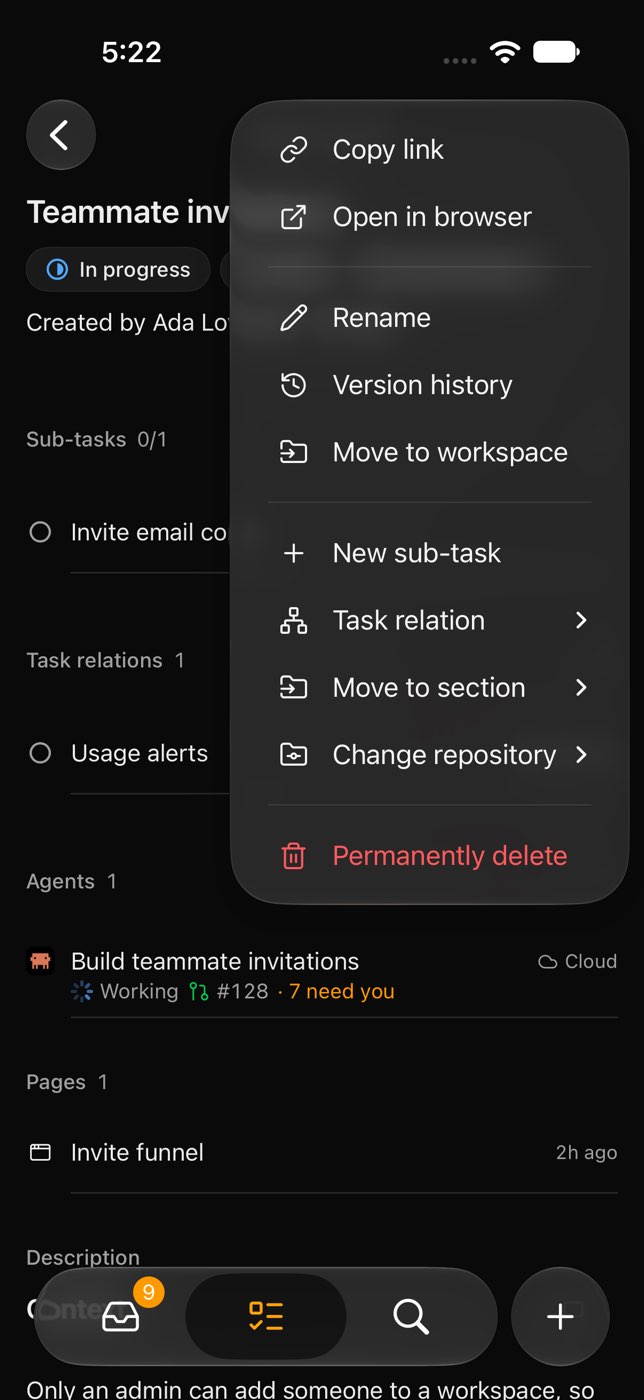 5:22
Copy link
Open in browser
Teammate inv
In progress
Created by Ada Lov
Rename
Version history
Move to workspace
Sub-tasks 0/1
Invite email co
New sub-task
Task relation
Move to section
Change repository
Task relations 1
Usage alerts
Permanently delete
Agents 1
Build teammate invitations
Cloud
Working #128 · 7 need you
Pages 1
Invite funnel
2h ago
Description
9
Only an admin can add someone to a workspace, so